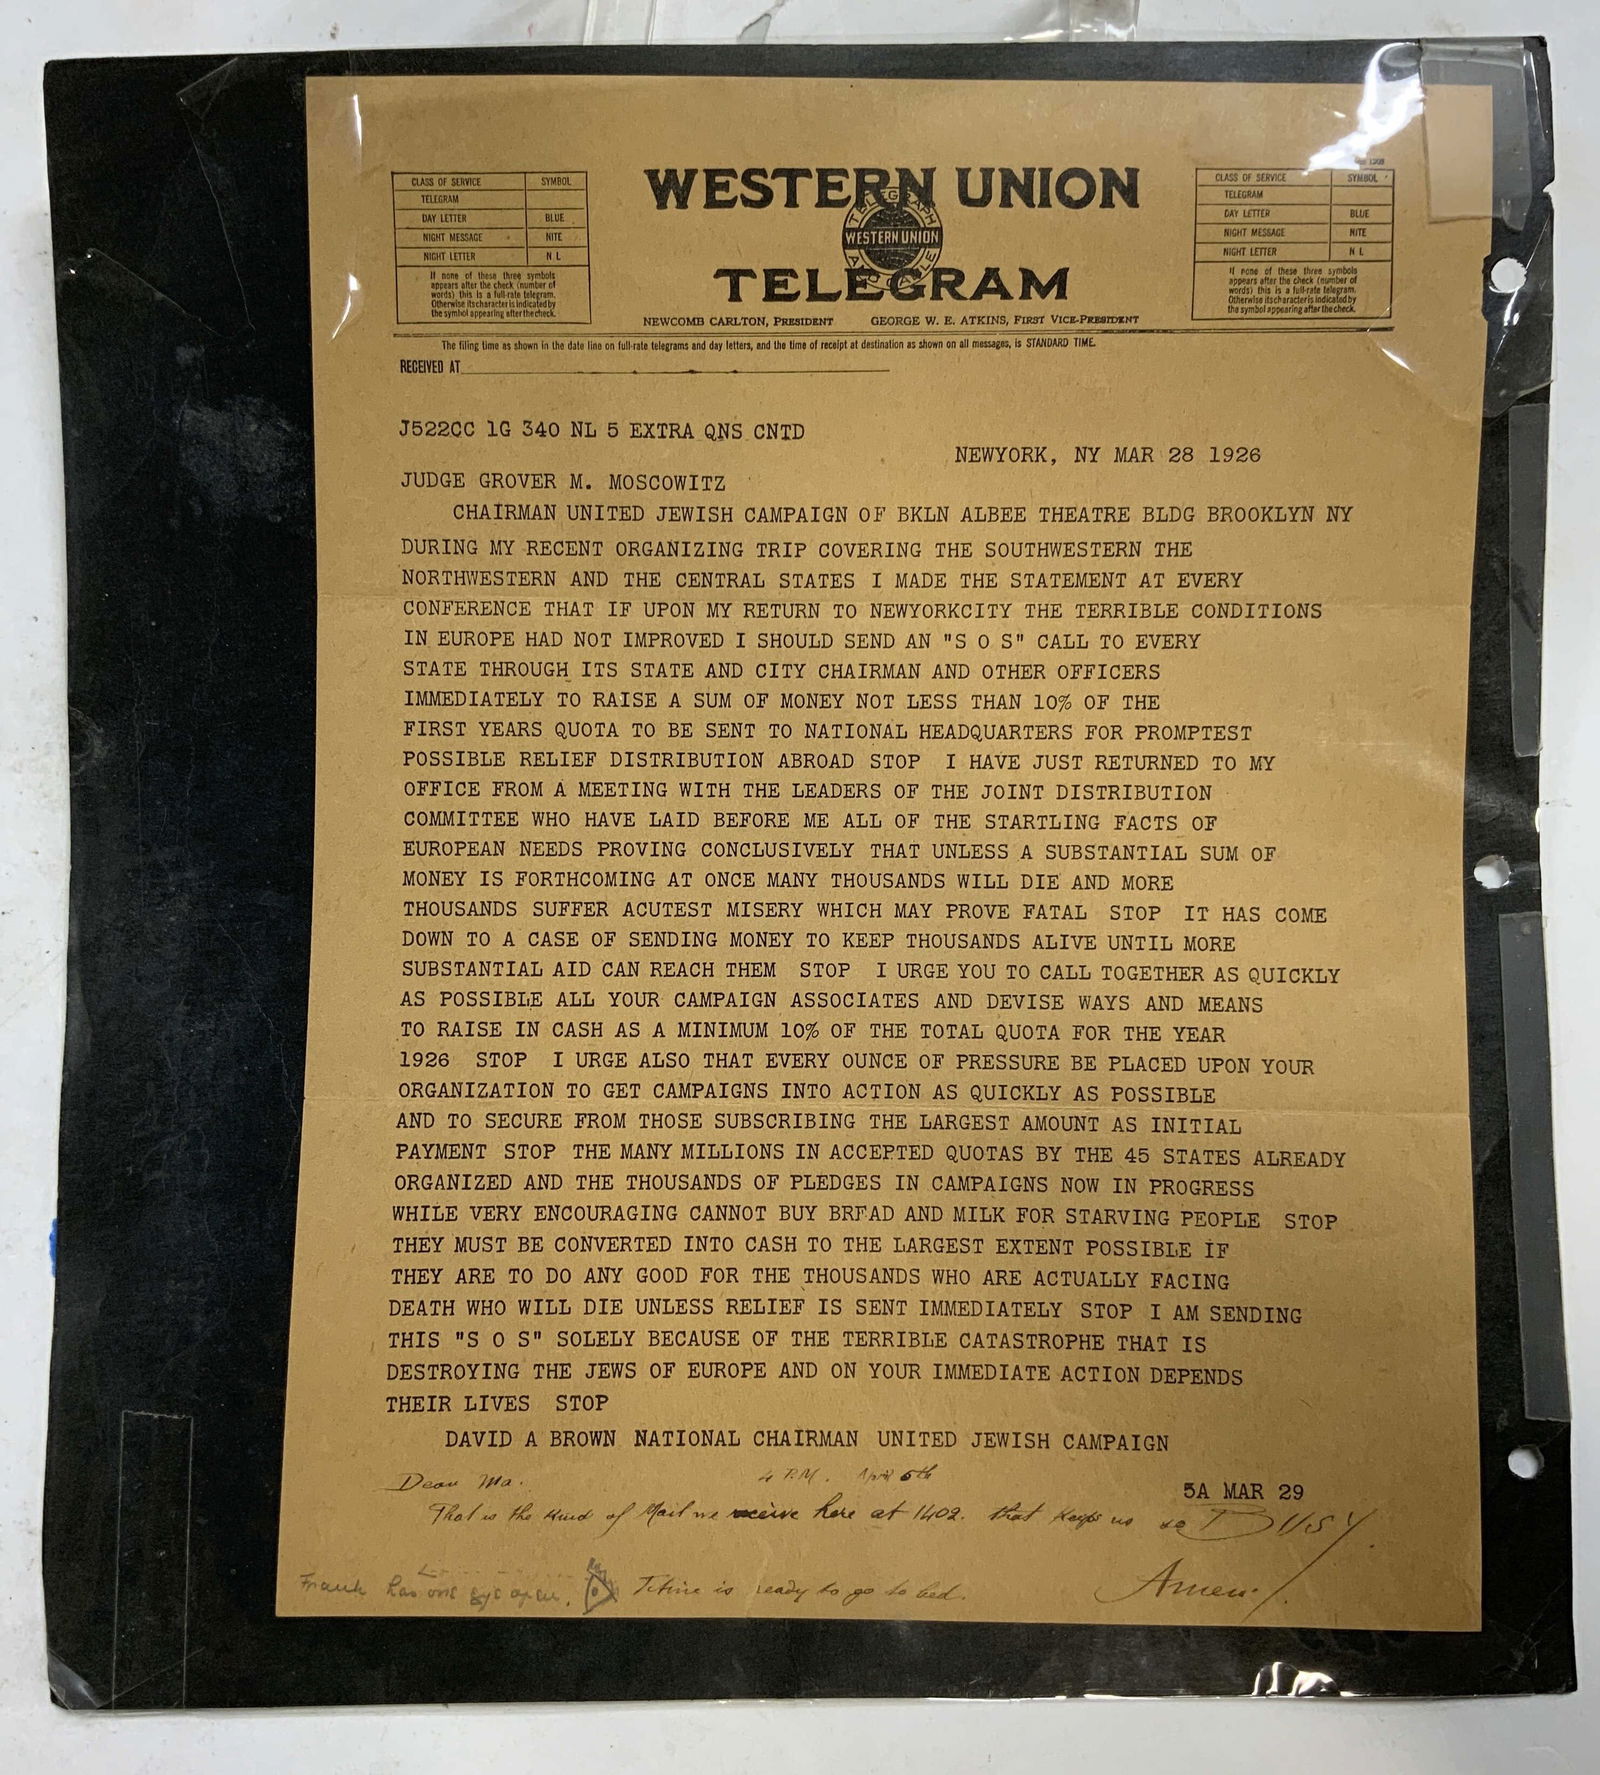 CLASS OF SERVICE SYMBOL
TELEGRAM
DAY LETTER BLUE
NIGHT MESSAGE NITE
NIGHT LETTER N L
If none of these three symbols
appears after the check (number of
words) this is a full-rate telegram.
Otherwise its character is indicated by
the symbol appearing after the check.
WESTERN UNION
TELEGRAPH
WESTERN UNION
TELEGRAM
NEWCOMB CARLTON, PRESIDENT GEORGE W. E. ATKINS, FIRST VICE-PRESIDENT
CLASS OF SERVICE SYMBOL
TELEGRAM
DAY LETTER BLUE
NIGHT MESSAGE NITE
NIGHT LETTER N L
If none of these three symbols
appears after the check (number of
words) this is a full-rate telegram.
Otherwise its character is indicated by
the symbol appearing after the check.
The filing time as shown in the date line on full-rate telegrams and day letters, and the time of receipt at destination as shown on all messages, is STANDARD TIME.
RECEIVED AT
J522CC 1G 340 NL 5 EXTRA QNS CNTD
NEWYORK, NY MAR 28 1926
JUDGE GROVER M. MOSCOWITZ
CHAIRMAN UNITED JEWISH CAMPAIGN OF BKLN ALBEE THEATRE BLDG BROOKLYN NY
DURING MY RECENT ORGANIZING TRIP COVERING THE SOUTHWESTERN THE
NORTHWESTERN AND THE CENTRAL STATES I MADE THE STATEMENT AT EVERY
CONFERENCE THAT IF UPON MY RETURN TO NEWYORKCITY THE TERRIBLE CONDITIONS
IN EUROPE HAD NOT IMPROVED I SHOULD SEND AN "S O S" CALL TO EVERY
STATE THROUGH ITS STATE AND CITY CHAIRMAN AND OTHER OFFICERS
IMMEDIATELY TO RAISE A SUM OF MONEY NOT LESS THAN 10% OF THE
FIRST YEARS QUOTA TO BE SENT TO NATIONAL HEADQUARTERS FOR PROMPTEST
POSSIBLE RELIEF DISTRIBUTION ABROAD STOP I HAVE JUST RETURNED TO MY
OFFICE FROM A MEETING WITH THE LEADERS OF THE JOINT DISTRIBUTION
COMMITTEE WHO HAVE LAID BEFORE ME ALL OF THE STARTLING FACTS OF
EUROPEAN NEEDS PROVING CONCLUSIVELY THAT UNLESS A SUBSTANTIAL SUM OF
MONEY IS FORTHCOMING AT ONCE MANY THOUSANDS WILL DIE AND MORE
THOUSANDS SUFFER ACUTEST MISERY WHICH MAY PROVE FATAL STOP IT HAS COME
DOWN TO A CASE OF SENDING MONEY TO KEEP THOUSANDS ALIVE UNTIL MORE
SUBSTANTIAL AID CAN REACH THEM STOP I URGE YOU TO CALL TOGETHER AS QUICKLY
AS POSSIBLE ALL YOUR CAMPAIGN ASSOCIATES AND DEVISE WAYS AND MEANS
TO RAISE IN CASH AS A MINIMUM 10% OF THE TOTAL QUOTA FOR THE YEAR
1926 STOP I URGE ALSO THAT EVERY OUNCE OF PRESSURE BE PLACED UPON YOUR
ORGANIZATION TO GET CAMPAIGNS INTO ACTION AS QUICKLY AS POSSIBLE
AND TO SECURE FROM THOSE SUBSCRIBING THE LARGEST AMOUNT AS INITIAL
PAYMENT STOP THE MANY MILLIONS IN ACCEPTED QUOTAS BY THE 45 STATES ALREADY
ORGANIZED AND THE THOUSANDS OF PLEDGES IN CAMPAIGNS NOW IN PROGRESS
WHILE VERY ENCOURAGING CANNOT BUY BREAD AND MILK FOR STARVING PEOPLE STOP
THEY MUST BE CONVERTED INTO CASH TO THE LARGEST EXTENT POSSIBLE IF
THEY ARE TO DO ANY GOOD FOR THE THOUSANDS WHO ARE ACTUALLY FACING
DEATH WHO WILL DIE UNLESS RELIEF IS SENT IMMEDIATELY STOP I AM SENDING
THIS "S O S" SOLELY BECAUSE OF THE TERRIBLE CATASTROPHE THAT IS
DESTROYING THE JEWS OF EUROPE AND ON YOUR IMMEDIATE ACTION DEPENDS
THEIR LIVES STOP
DAVID A BROWN NATIONAL CHAIRMAN UNITED JEWISH CAMPAIGN
Dear Ma. 4 P.M. April 5th
5A MAR 29
That is the kind of Mail we receive here at 1402. that keeps us so BUSY
Frank has one eye open. is ready to go to bed. Amen!